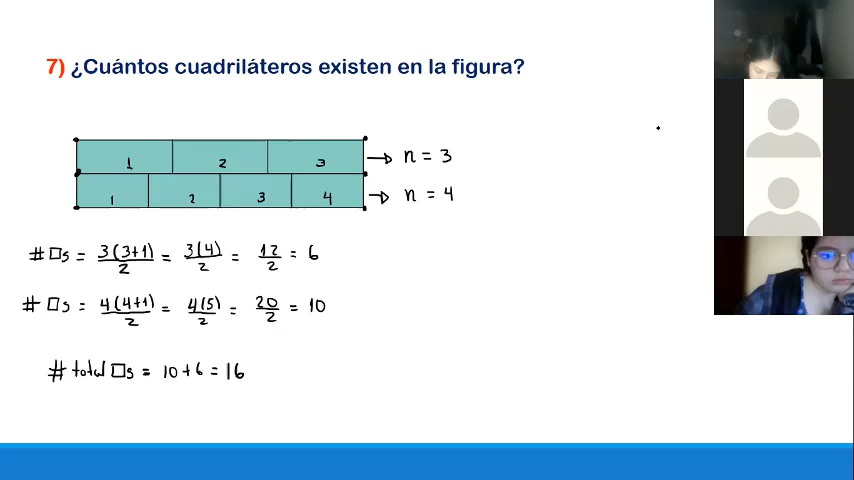 7) ¿Cuántos cuadriláteros existen en la figura?
1 2 3 → n = 3
1 2 3 4 → n = 4
# □s = 3(3+1)/2 = 3(4)/2 = 12/2 = 6
# □s = 4(4+1)/2 = 4(5)/2 = 20/2 = 10
# total □s = 10 + 6 = 16